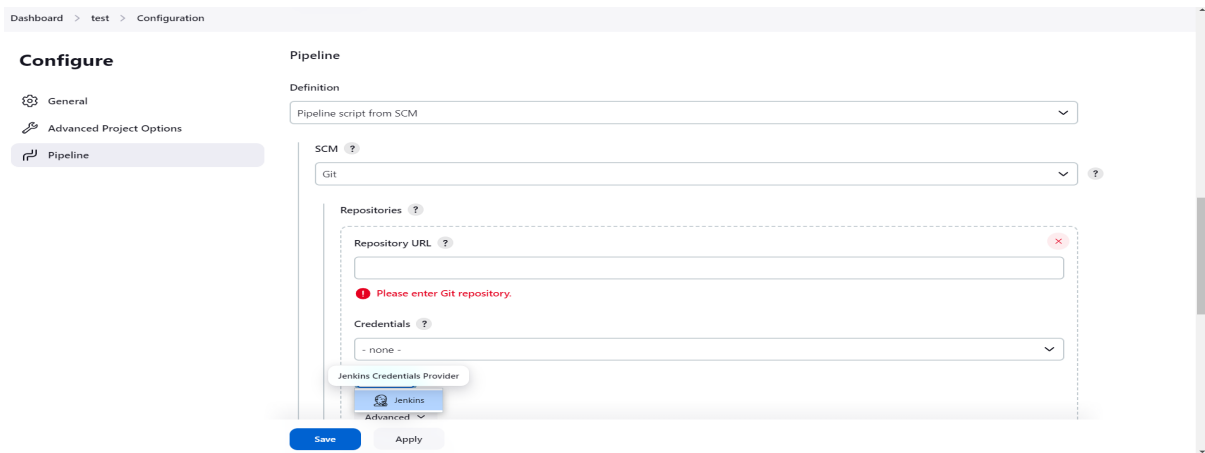 Dashboard > test > Configuration
Configure
General
Advanced Project Options
Pipeline
Pipeline
Definition
Pipeline script from SCM
SCM ?
Git
?
Repositories ?
Repository URL ?
Please enter Git repository.
Credentials ?
- none -
Jenkins Credentials Provider
Jenkins
Advanced
Save
Apply